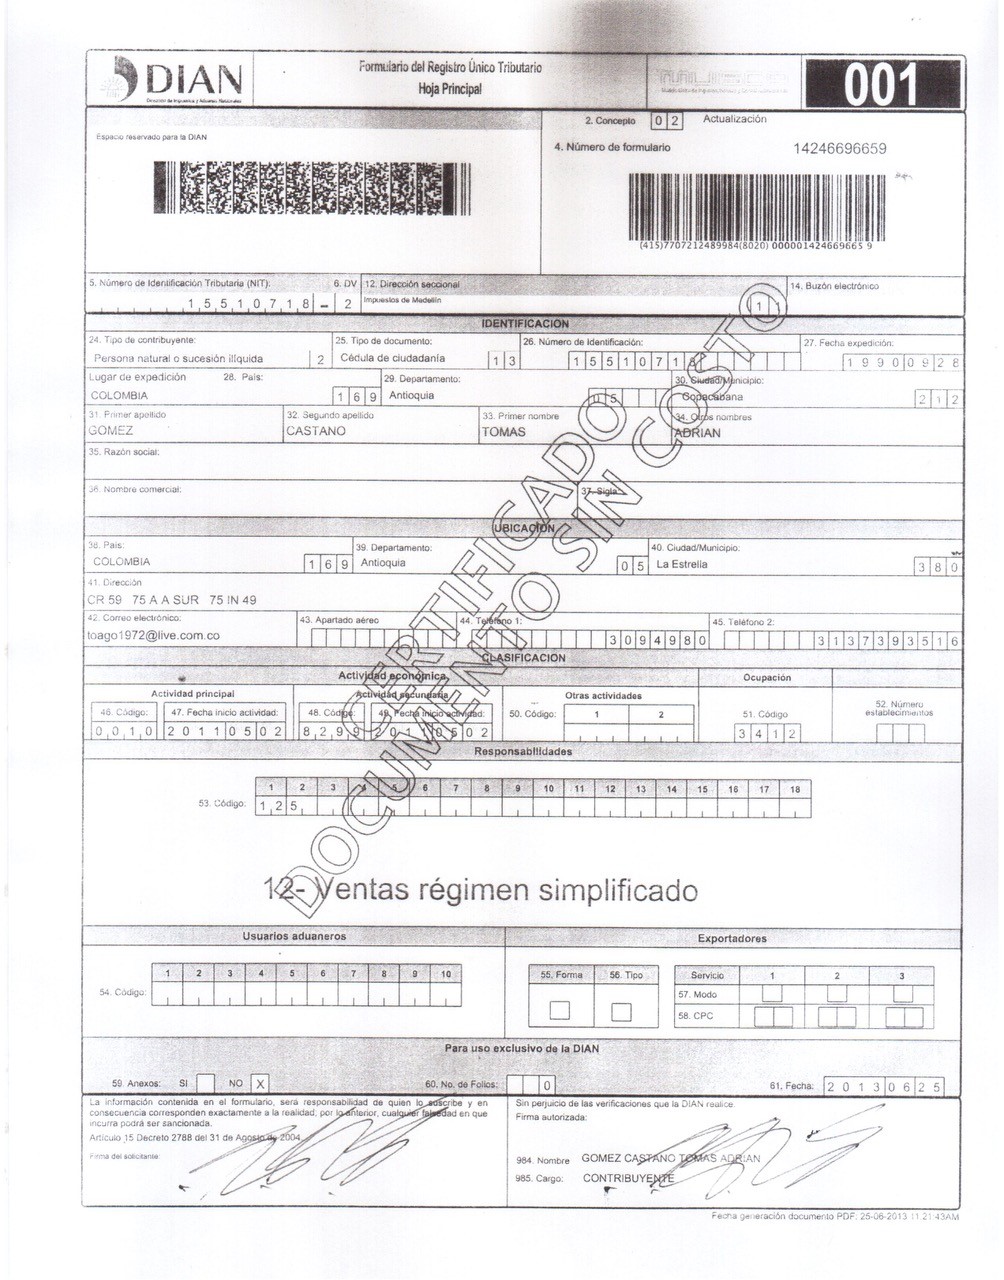 DIAN
Dirección de Impuestos y Aduanas Nacionales
Formulario del Registro Único Tributario
Hoja Principal
001
Espacio reservado para la DIAN
2. Concepto 0 2 Actualización
4. Número de formulario 14246696659
(415)7707212489984(8020) 000001424669665 9
5. Número de Identificación Tributaria (NIT): 6. DV 12. Dirección seccional 14. Buzón electrónico
1 5 5 1 0 7 1 8 - 2 Impuestos de Medellín 1 1
IDENTIFICACION
24. Tipo de contribuyente: 25. Tipo de documento: 26. Número de Identificación: 27. Fecha expedición:
Persona natural o sucesión ilíquida 2 Cédula de ciudadanía 1 3 1 5 5 1 0 7 1 8 1 9 9 0 0 9 2 8
Lugar de expedición 28. País: 29. Departamento: 30. Ciudad/Municipio:
COLOMBIA 1 6 9 Antioquia 0 5 Copacabana 2 1 2
31. Primer apellido 32. Segundo apellido 33. Primer nombre 34. Otros nombres
GOMEZ CASTANO TOMAS ADRIAN
35. Razón social:
36. Nombre comercial: 37. Sigla:
UBICACION
38. País: 39. Departamento: 40. Ciudad/Municipio:
COLOMBIA 1 6 9 Antioquia 0 5 La Estrella 3 8 0
41. Dirección
CR 59 75 A A SUR 75 IN 49
42. Correo electrónico: 43. Apartado aéreo 44. Teléfono 1: 45. Teléfono 2:
toago1972@live.com.co 3 0 9 4 9 8 0 3 1 3 7 3 9 3 5 1 6
CLASIFICACION
Actividad económica Ocupación
Actividad principal Actividad secundaria Otras actividades
46. Código: 47. Fecha inicio actividad: 48. Código: 49. Fecha inicio actividad: 50. Código: 1 2 51. Código 52. Número establecimientos
0 0 1 0 2 0 1 1 0 5 0 2 8 2 9 9 2 0 1 1 0 5 0 2 3 4 1 2
Responsabilidades
1 2 3 4 5 6 7 8 9 10 11 12 13 14 15 16 17 18
53. Código: 1 2 5
12- Ventas régimen simplificado
CERTIFICADO
DOCUMENTO SIN COSTO
Usuarios aduaneros Exportadores
1 2 3 4 5 6 7 8 9 10
54. Código:
55. Forma 56. Tipo Servicio 1 2 3
57. Modo
58. CPC
Para uso exclusivo de la DIAN
59. Anexos: SI NO X 60. No. de Folios: 0 61. Fecha: 2 0 1 3 0 6 2 5
La información contenida en el formulario, será responsabilidad de quien lo suscribe y en
consecuencia corresponden exactamente a la realidad; por lo anterior, cualquier falsedad en que
incurra podrá ser sancionada.
Artículo 15 Decreto 2788 del 31 de Agosto de 2004.
Firma del solicitante:
Sin perjuicio de las verificaciones que la DIAN realice.
Firma autorizada:
984. Nombre GOMEZ CASTANO TOMAS ADRIAN
985. Cargo: CONTRIBUYENTE
Fecha generación documento PDF: 25-06-2013 11:21:43AM